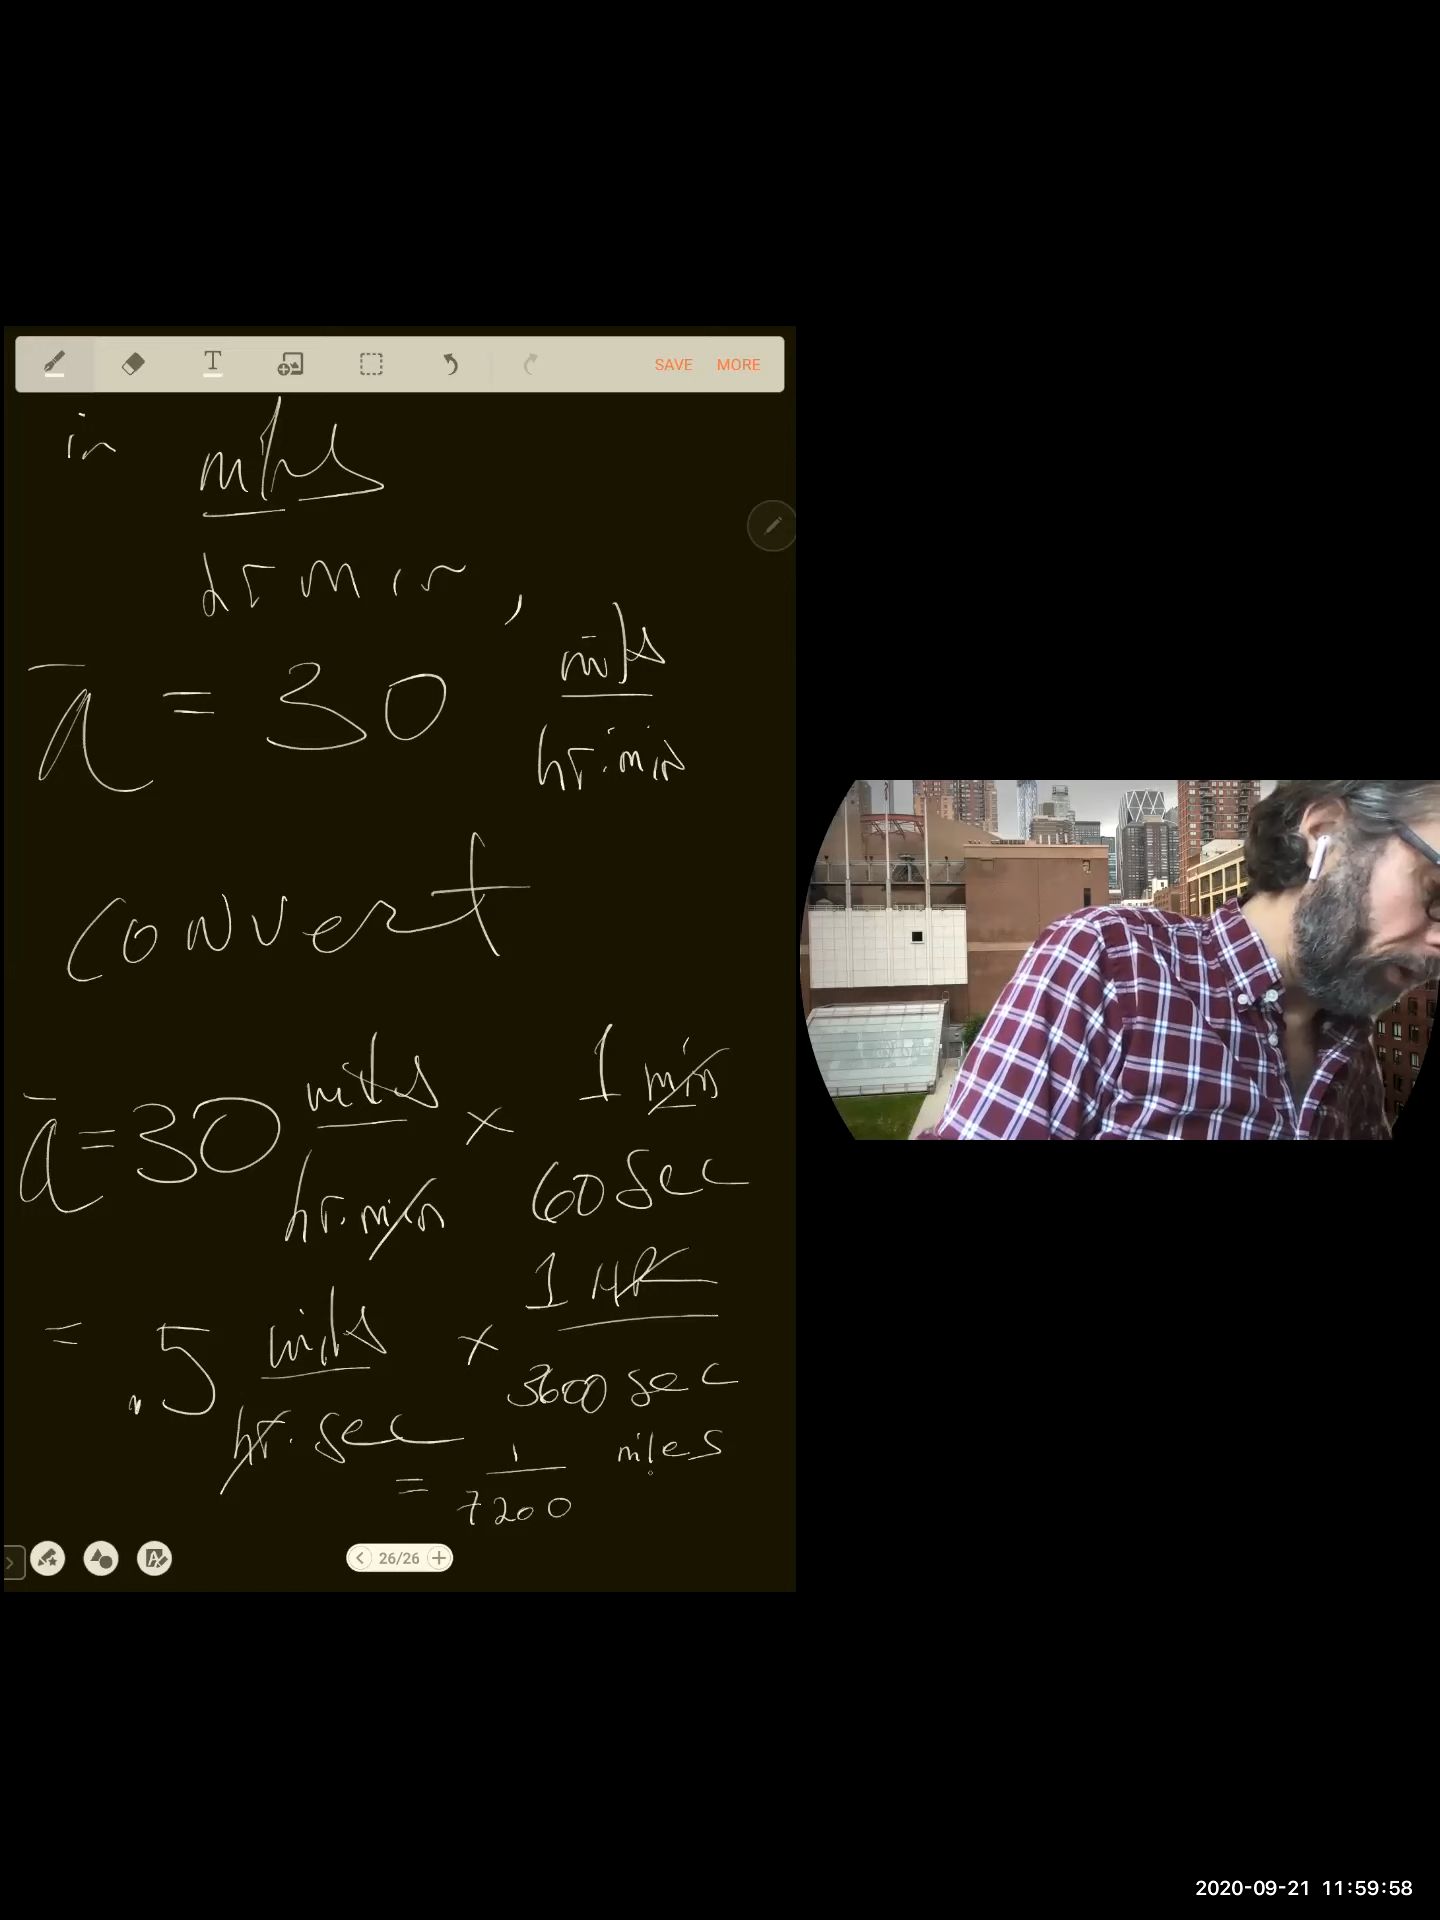 T SAVE MORE
in miles
hr min,
a = 30 miles
hr·min
convert
a = 30 miles × 1 min
hr·min 60 sec
= .5 miles × 1 HR
hr·sec 3600 sec
= 1 miles
7200
26/26
2020-09-21 11:59:58